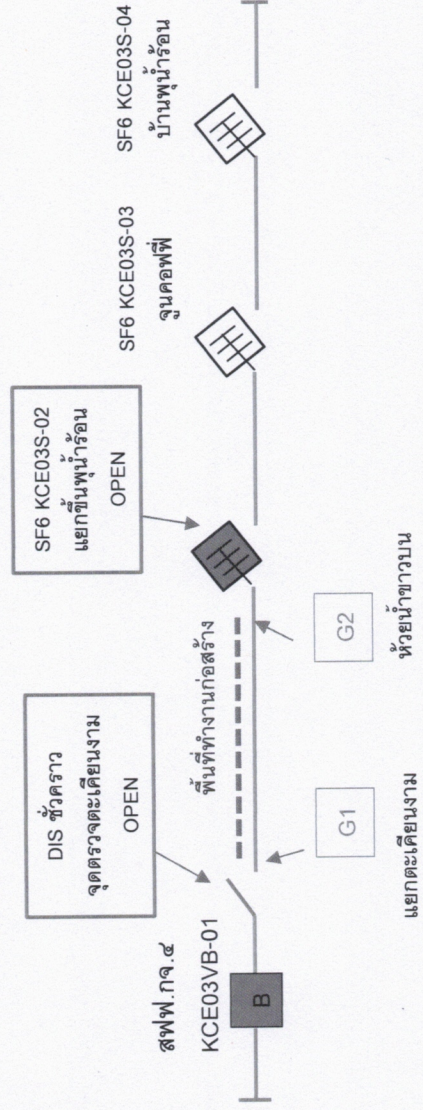 สฟฟ.กจ.๔
KCE03VB-01
B
DIS ชั่วคราว
จุดตรวจตะเคียนงาม
OPEN
พื้นที่ทำงานก่อสร้าง
G1
แยกตะเคียนงาม
G2
ห้วยน้ำขาวบน
SF6 KCE03S-02
แยกขึ้นพุน้ำร้อน
OPEN
SF6 KCE03S-03
จูนคอฟฟี่
SF6 KCE03S-04
บ้านพุน้ำร้อน